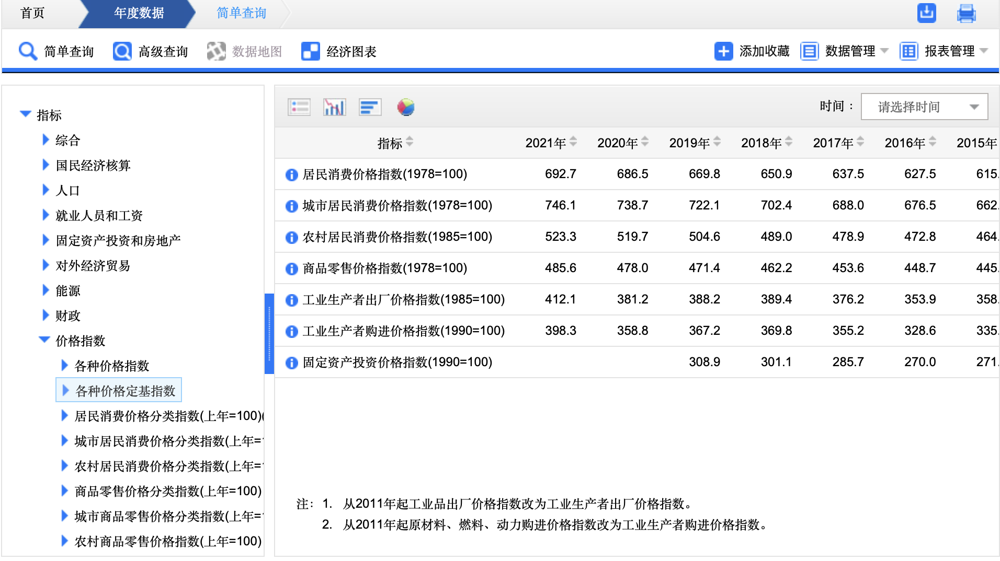 首页 年度数据 简单查询
简单查询 高级查询 数据地图 经济图表 添加收藏 数据管理 报表管理
指标
综合
国民经济核算
人口
就业人员和工资
固定资产投资和房地产
对外经济贸易
能源
财政
价格指数
各种价格指数
各种价格定基指数
居民消费价格分类指数(上年=100)(
城市居民消费价格分类指数(上年=
农村居民消费价格分类指数(上年=
商品零售价格分类指数(上年=100)
城市商品零售价格分类指数(上年=
农村商品零售价格指数(上年=100)
时间： 请选择时间
指标 2021年 2020年 2019年 2018年 2017年 2016年 2015年
居民消费价格指数(1978=100) 692.7 686.5 669.8 650.9 637.5 627.5 615.
城市居民消费价格指数(1978=100) 746.1 738.7 722.1 702.4 688.0 676.5 662.
农村居民消费价格指数(1985=100) 523.3 519.7 504.6 489.0 478.9 472.8 464.
商品零售价格指数(1978=100) 485.6 478.0 471.4 462.2 453.6 448.7 445.
工业生产者出厂价格指数(1985=100) 412.1 381.2 388.2 389.4 376.2 353.9 358.
工业生产者购进价格指数(1990=100) 398.3 358.8 367.2 369.8 355.2 328.6 335.
固定资产投资价格指数(1990=100) 308.9 301.1 285.7 270.0 271.
注： 1. 从2011年起工业品出厂价格指数改为工业生产者出厂价格指数。
2. 从2011年起原材料、燃料、动力购进价格指数改为工业生产者购进价格指数。